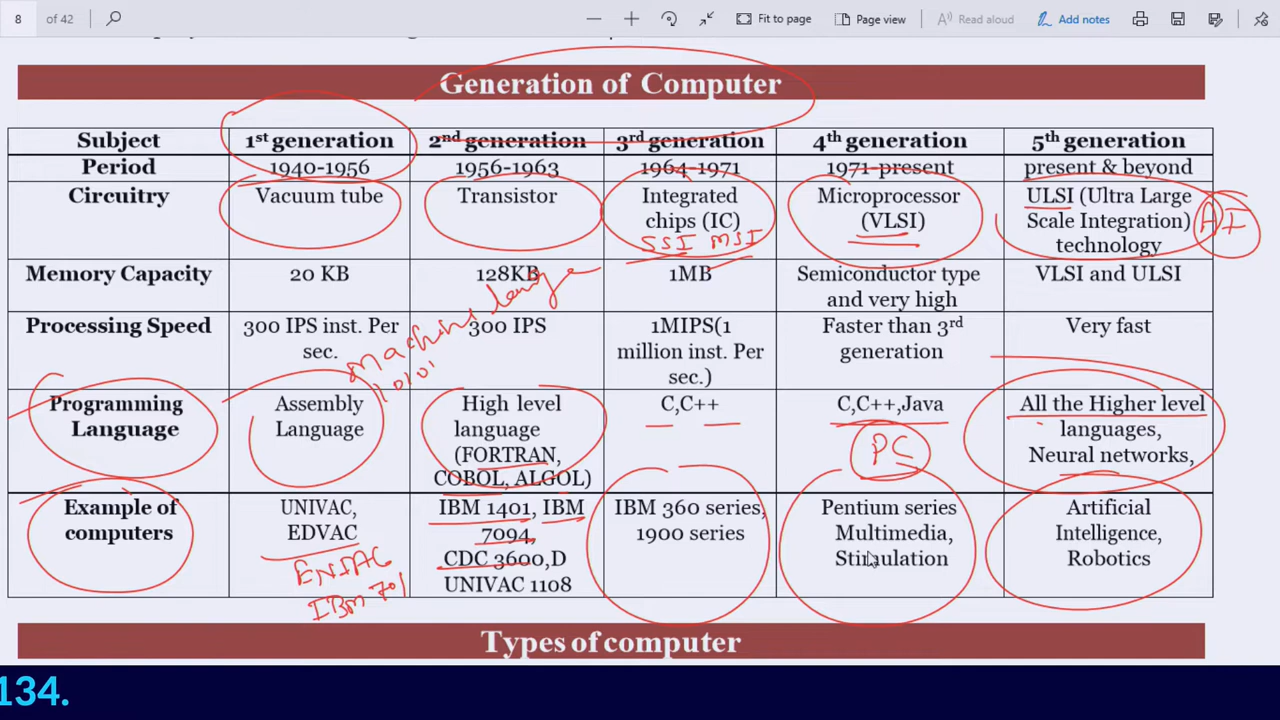 8 of 42
Fit to page
Page view
Read aloud
Add notes
Generation of Computer
Subject 1st generation 2nd generation 3rd generation 4th generation 5th generation
Period 1940-1956 1956-1963 1964-1971 1971-present present & beyond
Circuitry Vacuum tube Transistor Integrated Microprocessor ULSI (Ultra Large
chips (IC) (VLSI) Scale Integration) AI
SSI MSI technology
Memory Capacity 20 KB 128KB 1MB Semiconductor type VLSI and ULSI
and very high
Processing Speed 300 IPS inst. Per 300 IPS 1MIPS(1 Faster than 3rd Very fast
sec. million inst. Per generation
sec.)
Machine language
10101
Programming Assembly High level C,C++ C,C++,Java All the Higher level
Language Language language languages,
(FORTRAN, PC Neural networks,
COBOL, ALGOL)
Example of UNIVAC, IBM 1401, IBM IBM 360 series, Pentium series Artificial
computers EDVAC 7094, 1900 series Multimedia, Intelligence,
ENIAC CDC 3600,D Stimulation Robotics
IBM 701 UNIVAC 1108
Types of computer
134.